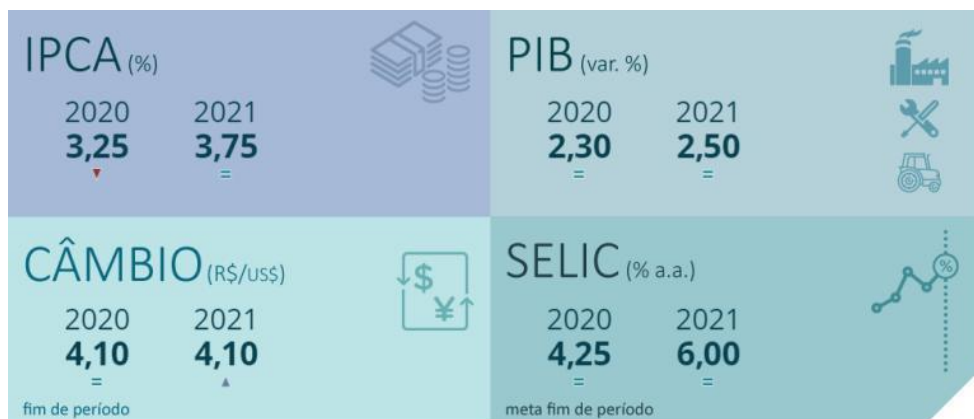 IPCA (%)
2020 2021
3,25 3,75
▼ =
PIB (var. %)
2020 2021
2,30 2,50
= =
CÂMBIO (R$/US$)
2020 2021
4,10 4,10
= ▲
fim de período
$
¥
SELIC (% a.a.)
%
2020 2021
4,25 6,00
= =
meta fim de período